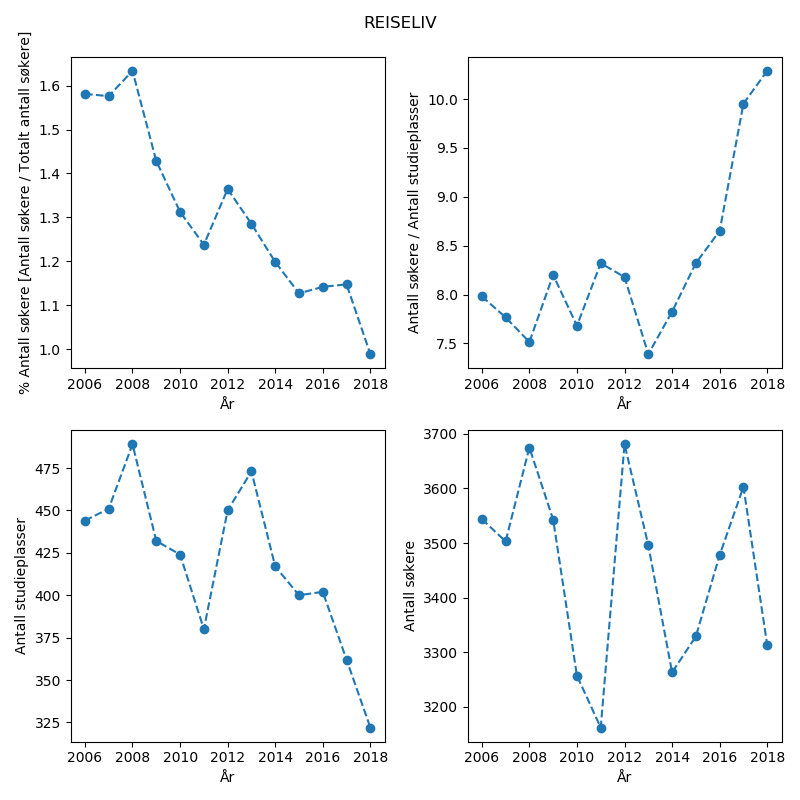 REISELIV
% Antall søkere [Antall søkere / Totalt antall søkere]
1.6
1.5
1.4
1.3
1.2
1.1
1.0
2006 2008 2010 2012 2014 2016 2018
År
Antall søkere / Antall studieplasser
10.0
9.5
9.0
8.5
8.0
7.5
2006 2008 2010 2012 2014 2016 2018
År
Antall studieplasser
475
450
425
400
375
350
325
2006 2008 2010 2012 2014 2016 2018
År
Antall søkere
3700
3600
3500
3400
3300
3200
2006 2008 2010 2012 2014 2016 2018
År